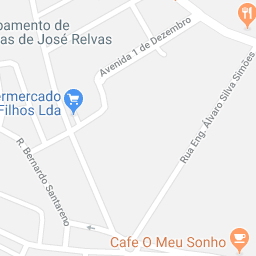 pamento de
as de José Relvas
Avenida 1 de Dezembro
ermercado
Filhos Lda
R. Bernardo Santareno
Rua Eng. Álvaro Silva Simões
Cafe O Meu Sonho